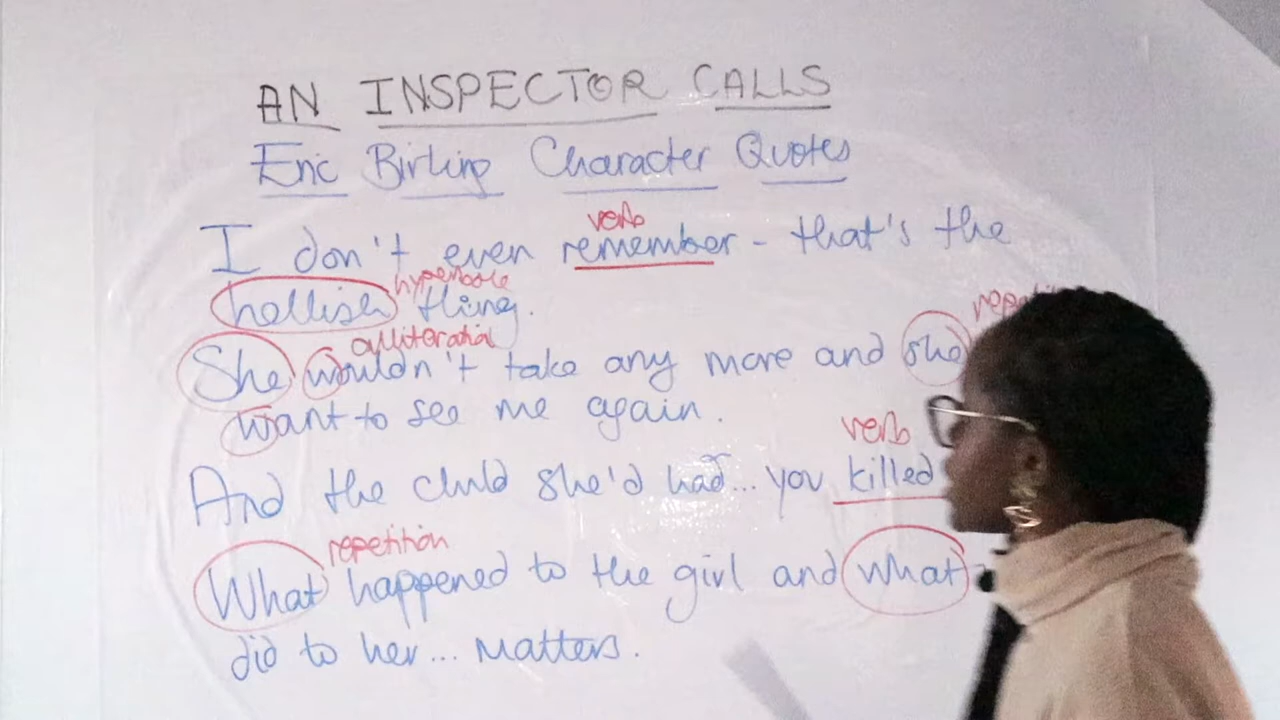 AN INSPECTOR CALLS
Eric Birling Character Quotes
verb
I don't even remember - that's the
hyperbole
hellish thing.
alliteration
She wouldn't take any more and she
want to see me again.
verb
And the child she'd had... you killed
repetition
What happened to the girl and what
did to her... matters.